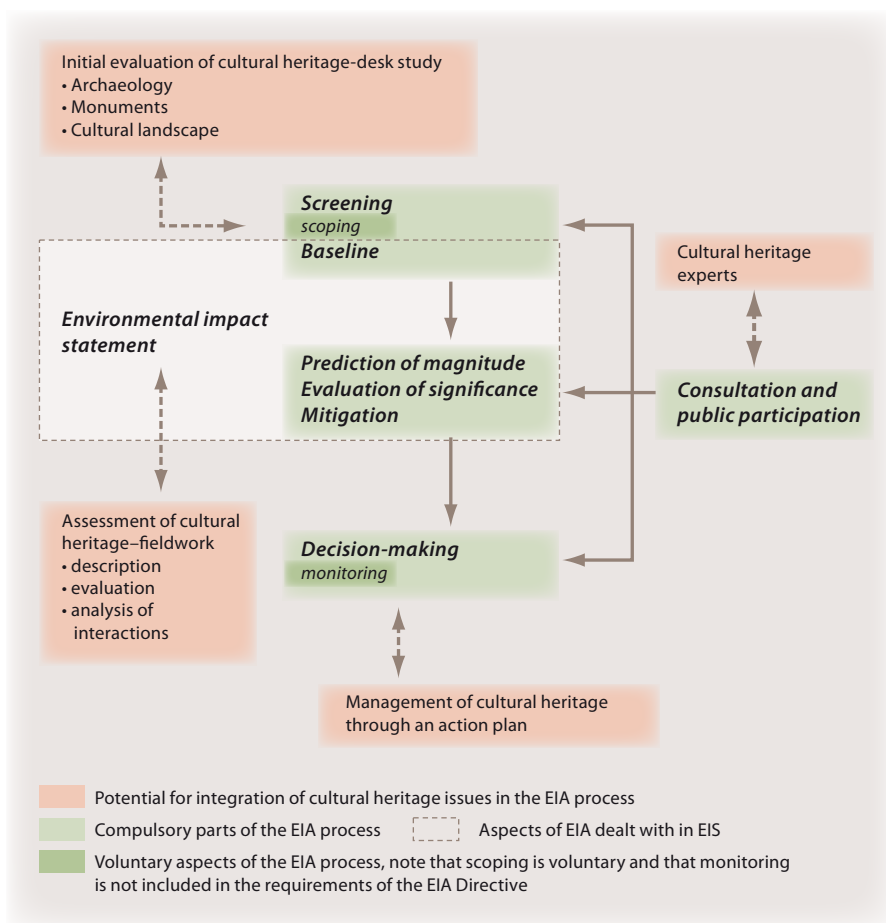 Initial evaluation of cultural heritage-desk study
• Archaeology
• Monuments
• Cultural landscape
Screening
scoping
Baseline
Cultural heritage
experts
Environmental impact
statement
Prediction of magnitude
Evaluation of significance
Mitigation
Consultation and
public participation
Assessment of cultural
heritage–fieldwork
• description
• evaluation
• analysis of
interactions
Decision-making
monitoring
Management of cultural heritage
through an action plan
Potential for integration of cultural heritage issues in the EIA process
Compulsory parts of the EIA process
Aspects of EIA dealt with in EIS
Voluntary aspects of the EIA process, note that scoping is voluntary and that monitoring
is not included in the requirements of the EIA Directive